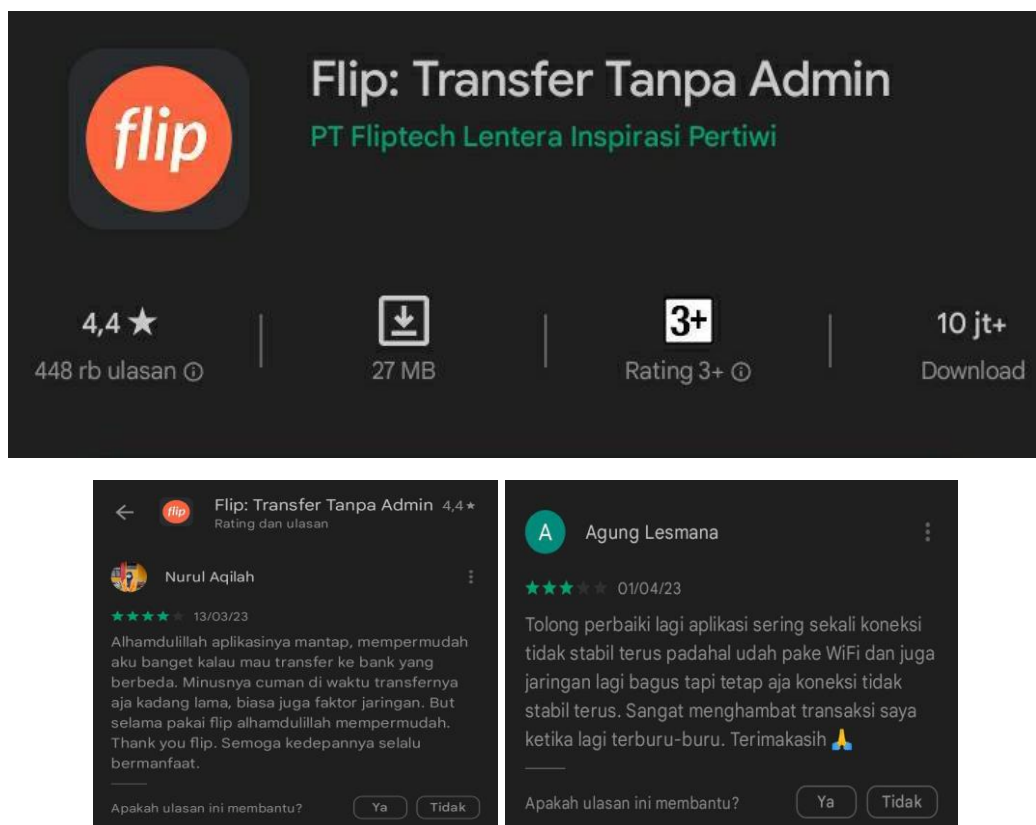 flip
Flip: Transfer Tanpa Admin
PT Fliptech Lentera Inspirasi Pertiwi
4,4 ★
448 rb ulasan
27 MB
3+
Rating 3+
10 jt+
Download
flip
Flip: Transfer Tanpa Admin 4,4★
Rating dan ulasan
Nurul Aqilah
13/03/23
Alhamdulillah aplikasinya mantap, mempermudah
aku banget kalau mau transfer ke bank yang
berbeda. Minusnya cuman di waktu transfernya
aja kadang lama, biasa juga faktor jaringan. But
selama pakai flip alhamdulillah mempermudah.
Thank you flip. Semoga kedepannya selalu
bermanfaat.
Apakah ulasan ini membantu? Ya Tidak
A
Agung Lesmana
01/04/23
Tolong perbaiki lagi aplikasi sering sekali koneksi
tidak stabil terus padahal udah pake WiFi dan juga
jaringan lagi bagus tapi tetap aja koneksi tidak
stabil terus. Sangat menghambat transaksi saya
ketika lagi terburu-buru. Terimakasih 🙏
Apakah ulasan ini membantu? Ya Tidak